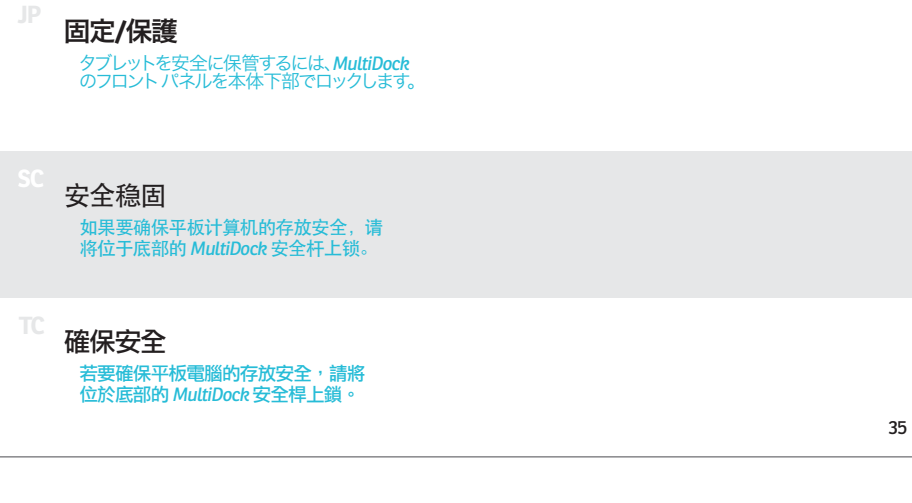 JP
固定/保護
タブレットを安全に保管するには、MultiDock
のフロント パネルを本体下部でロックします。
SC
安全稳固
如果要确保平板计算机的存放安全，请
将位于底部的 MultiDock 安全杆上锁。
TC
確保安全
若要確保平板電腦的存放安全，請將
位於底部的 MultiDock 安全桿上鎖。
35